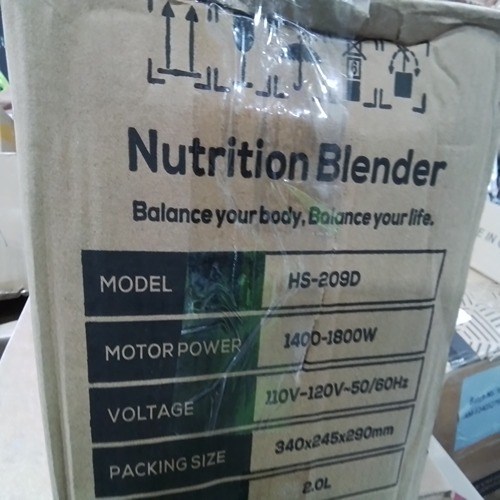 Nutrition Blender
Balance your body, Balance your life.
MODEL HS-209D
MOTOR POWER 1400-1800W
VOLTAGE 110V-120V~50/60Hz
PACKING SIZE 340x245x290mm
2.0L